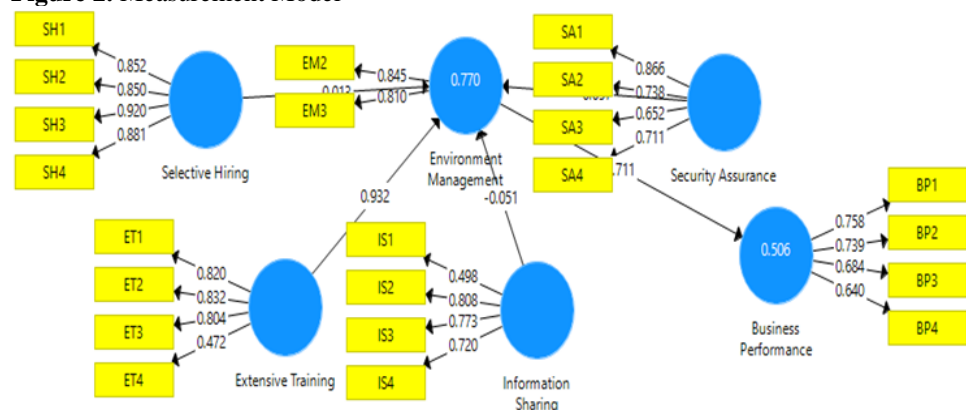 Figure 2. Measurement Model
SH1
SH2
SH3
SH4
0.852
0.850
0.920
0.881
Selective Hiring
EM2
EM3
0.845
0.810
0.770
Environment
Management
SA1
SA2
SA3
SA4
0.866
0.738
0.652
0.711
Security Assurance
0.932
-0.051
.711
ET1
ET2
ET3
ET4
0.820
0.832
0.804
0.472
Extensive Training
IS1
IS2
IS3
IS4
0.498
0.808
0.773
0.720
Information
Sharing
0.506
Business
Performance
0.758
0.739
0.684
0.640
BP1
BP2
BP3
BP4